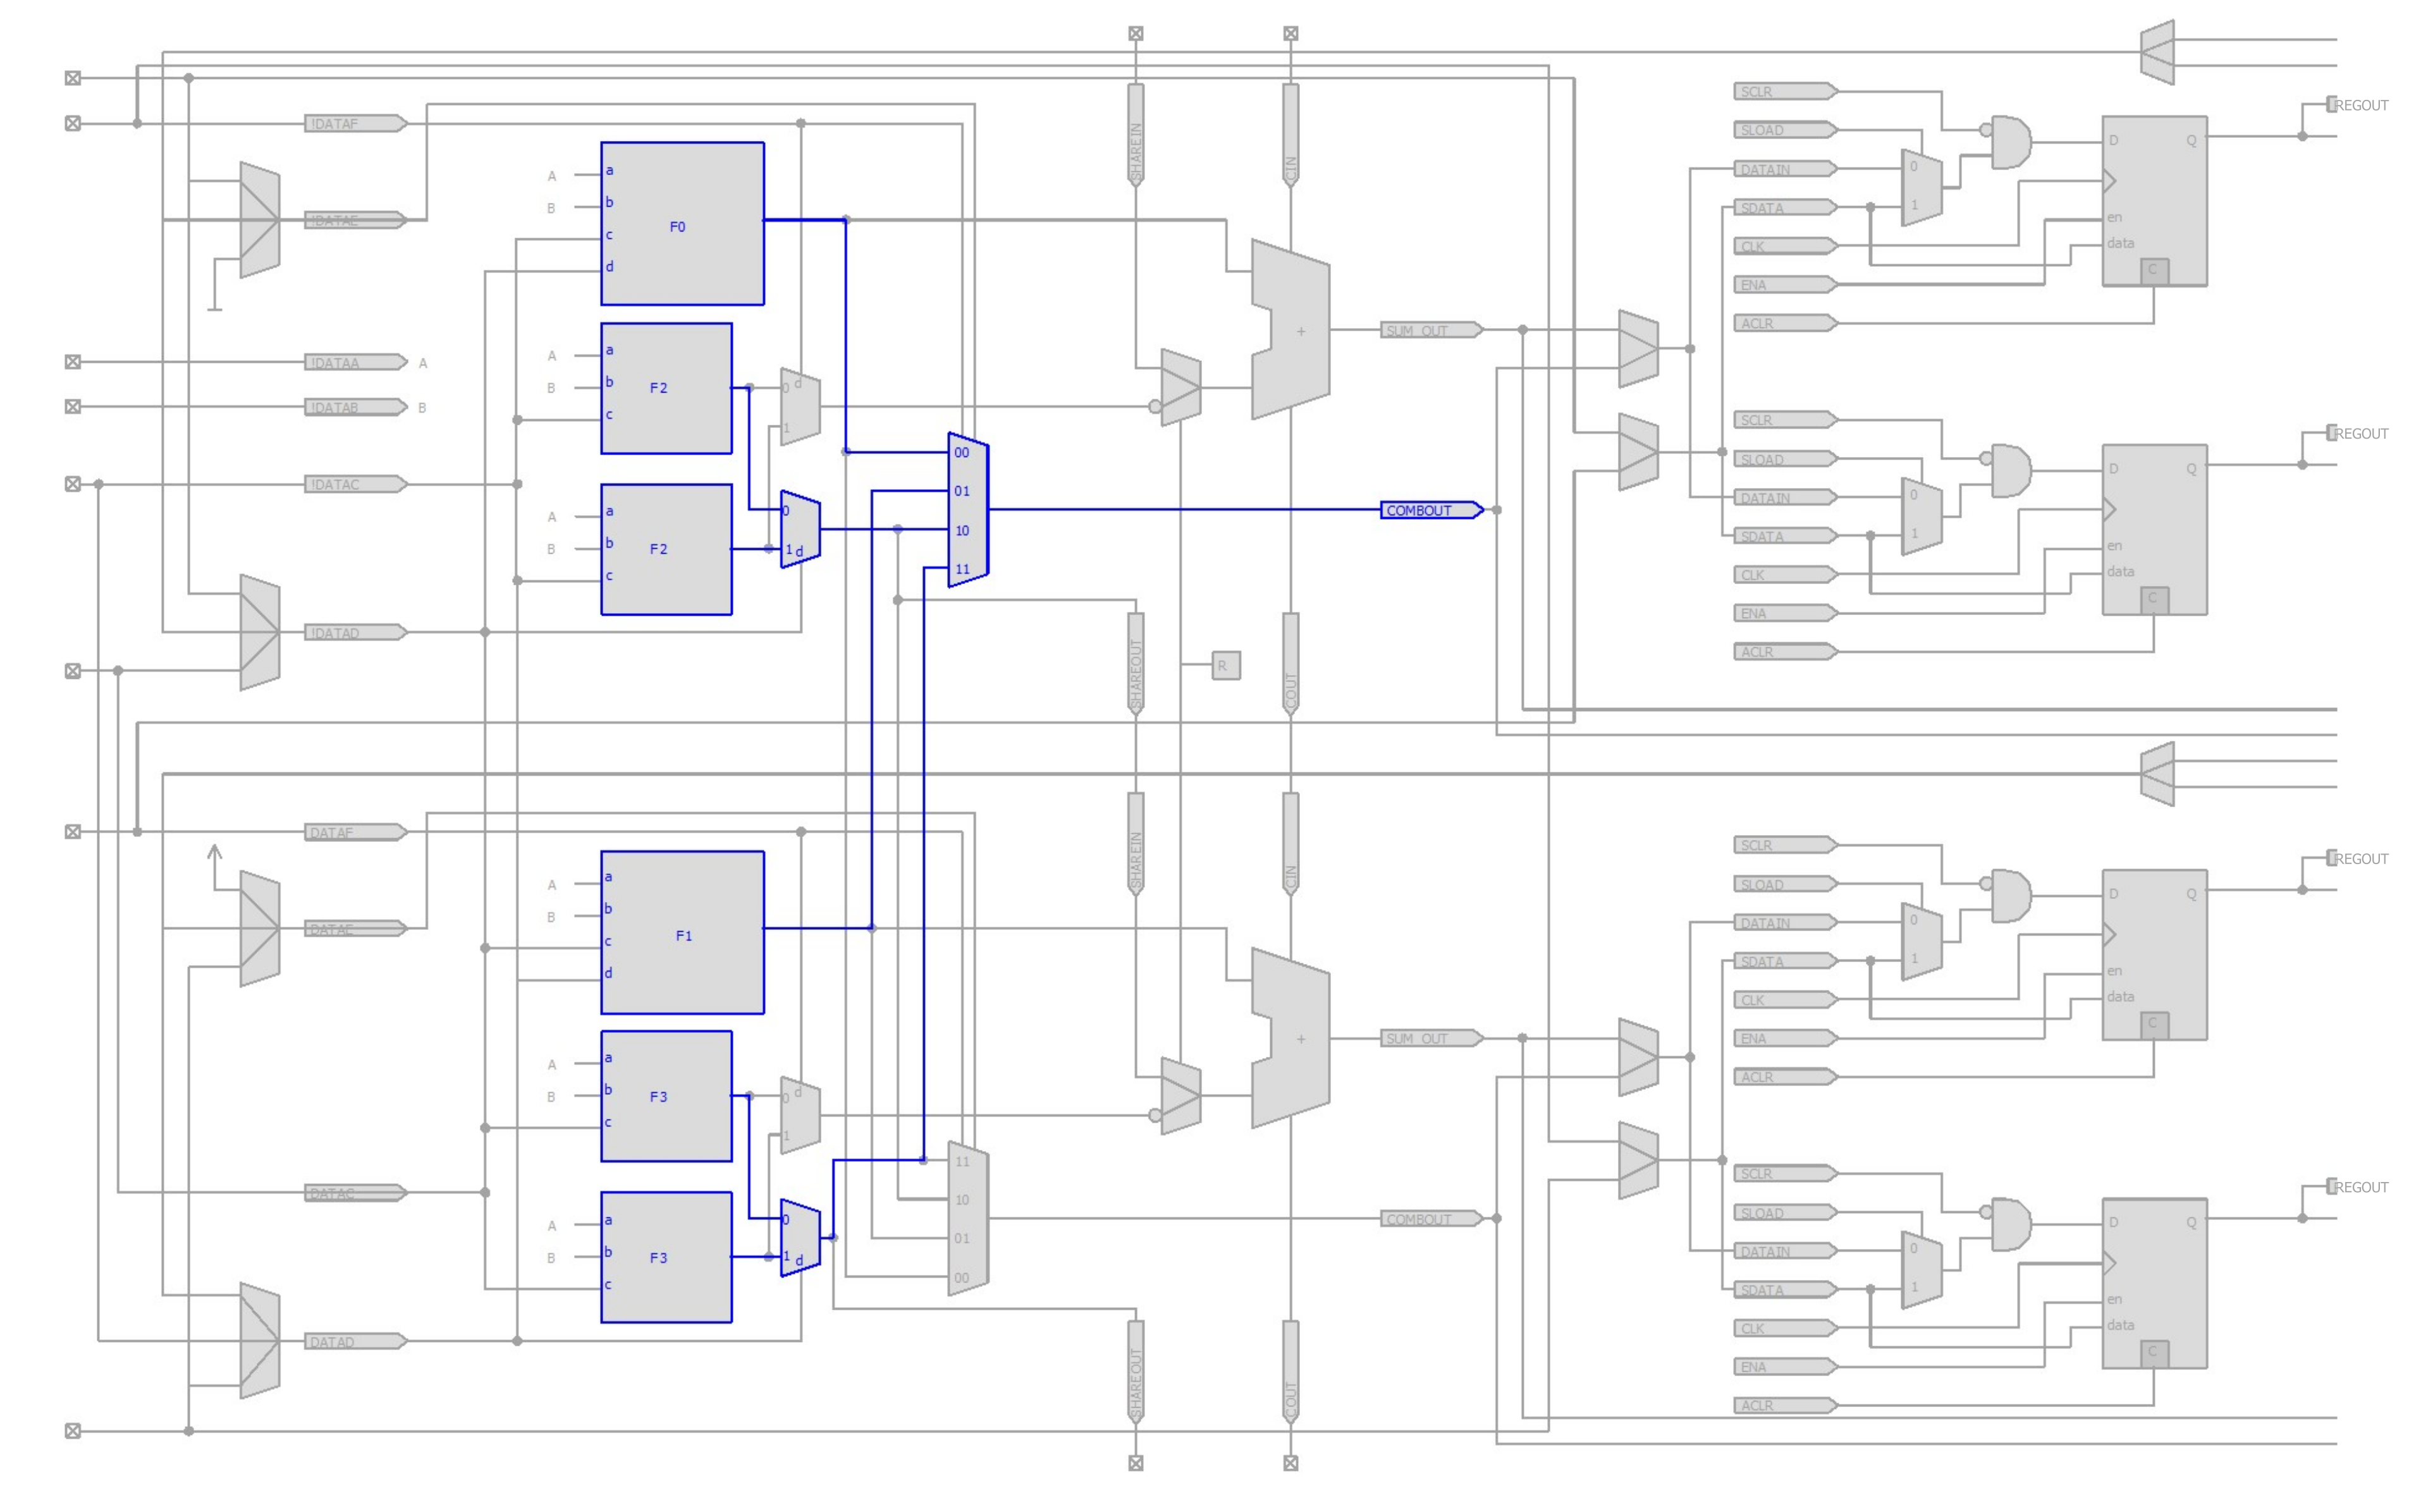 SHAREIN
CIN
!DATAF
!DATAE
!DATAA A
!DATAB B
!DATAC
!DATAD
A a
B b
c
d
F0
A a
B b
c
F2
0 d
1
A a
B b
c
F2
0
1 d
00
01
10
11
+
SUM_OUT
COMBOUT
SHAREOUT
R
COUT
SCLR
SLOAD
DATAIN
SDATA
CLK
ENA
ACLR
0
1
D Q
en
data
C
REGOUT
SCLR
SLOAD
DATAIN
SDATA
CLK
ENA
ACLR
0
1
D Q
en
data
C
REGOUT
SHAREIN
CIN
DATAF
DATAE
DATAC
DATAD
A a
B b
c
d
F1
A a
B b
c
F3
0 d
1
A a
B b
c
F3
0
1 d
11
10
01
00
+
SUM_OUT
COMBOUT
SHAREOUT
COUT
SCLR
SLOAD
DATAIN
SDATA
CLK
ENA
ACLR
0
1
D Q
en
data
C
REGOUT
SCLR
SLOAD
DATAIN
SDATA
CLK
ENA
ACLR
0
1
D Q
en
data
C
REGOUT